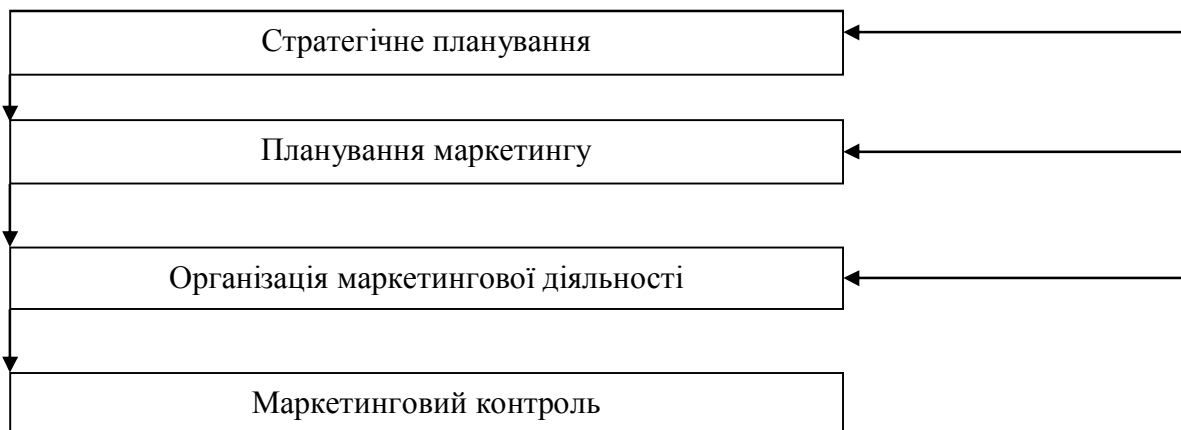 Стратегічне планування
Планування маркетингу
Організація маркетингової діяльності
Маркетинговий контроль